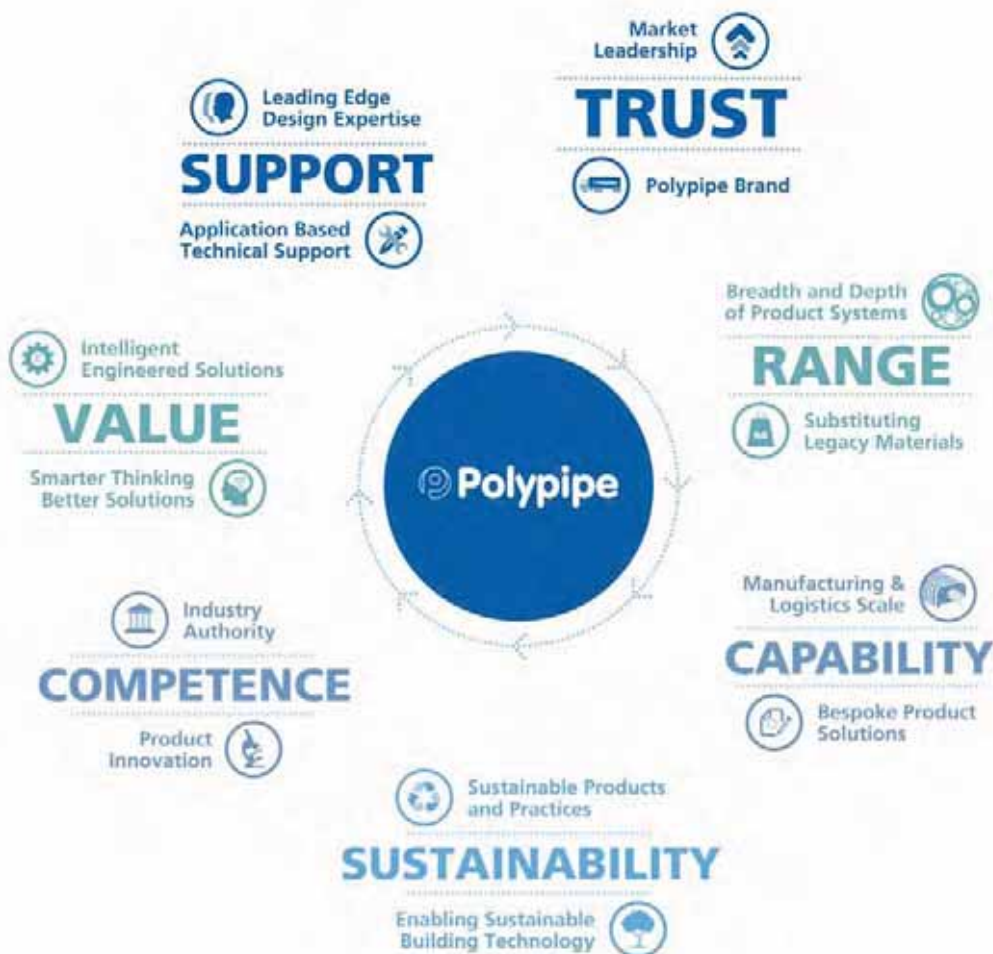 Market
Leadership
TRUST
Polypipe Brand
Leading Edge
Design Expertise
SUPPORT
Application Based
Technical Support
Breadth and Depth
of Product Systems
RANGE
Substituting
Legacy Materials
Intelligent
Engineered Solutions
VALUE
Smarter Thinking
Better Solutions
Polypipe
Manufacturing &
Logistics Scale
CAPABILITY
Bespoke Product
Solutions
Industry
Authority
COMPETENCE
Product
Innovation
Sustainable Products
and Practices
SUSTAINABILITY
Enabling Sustainable
Building Technology